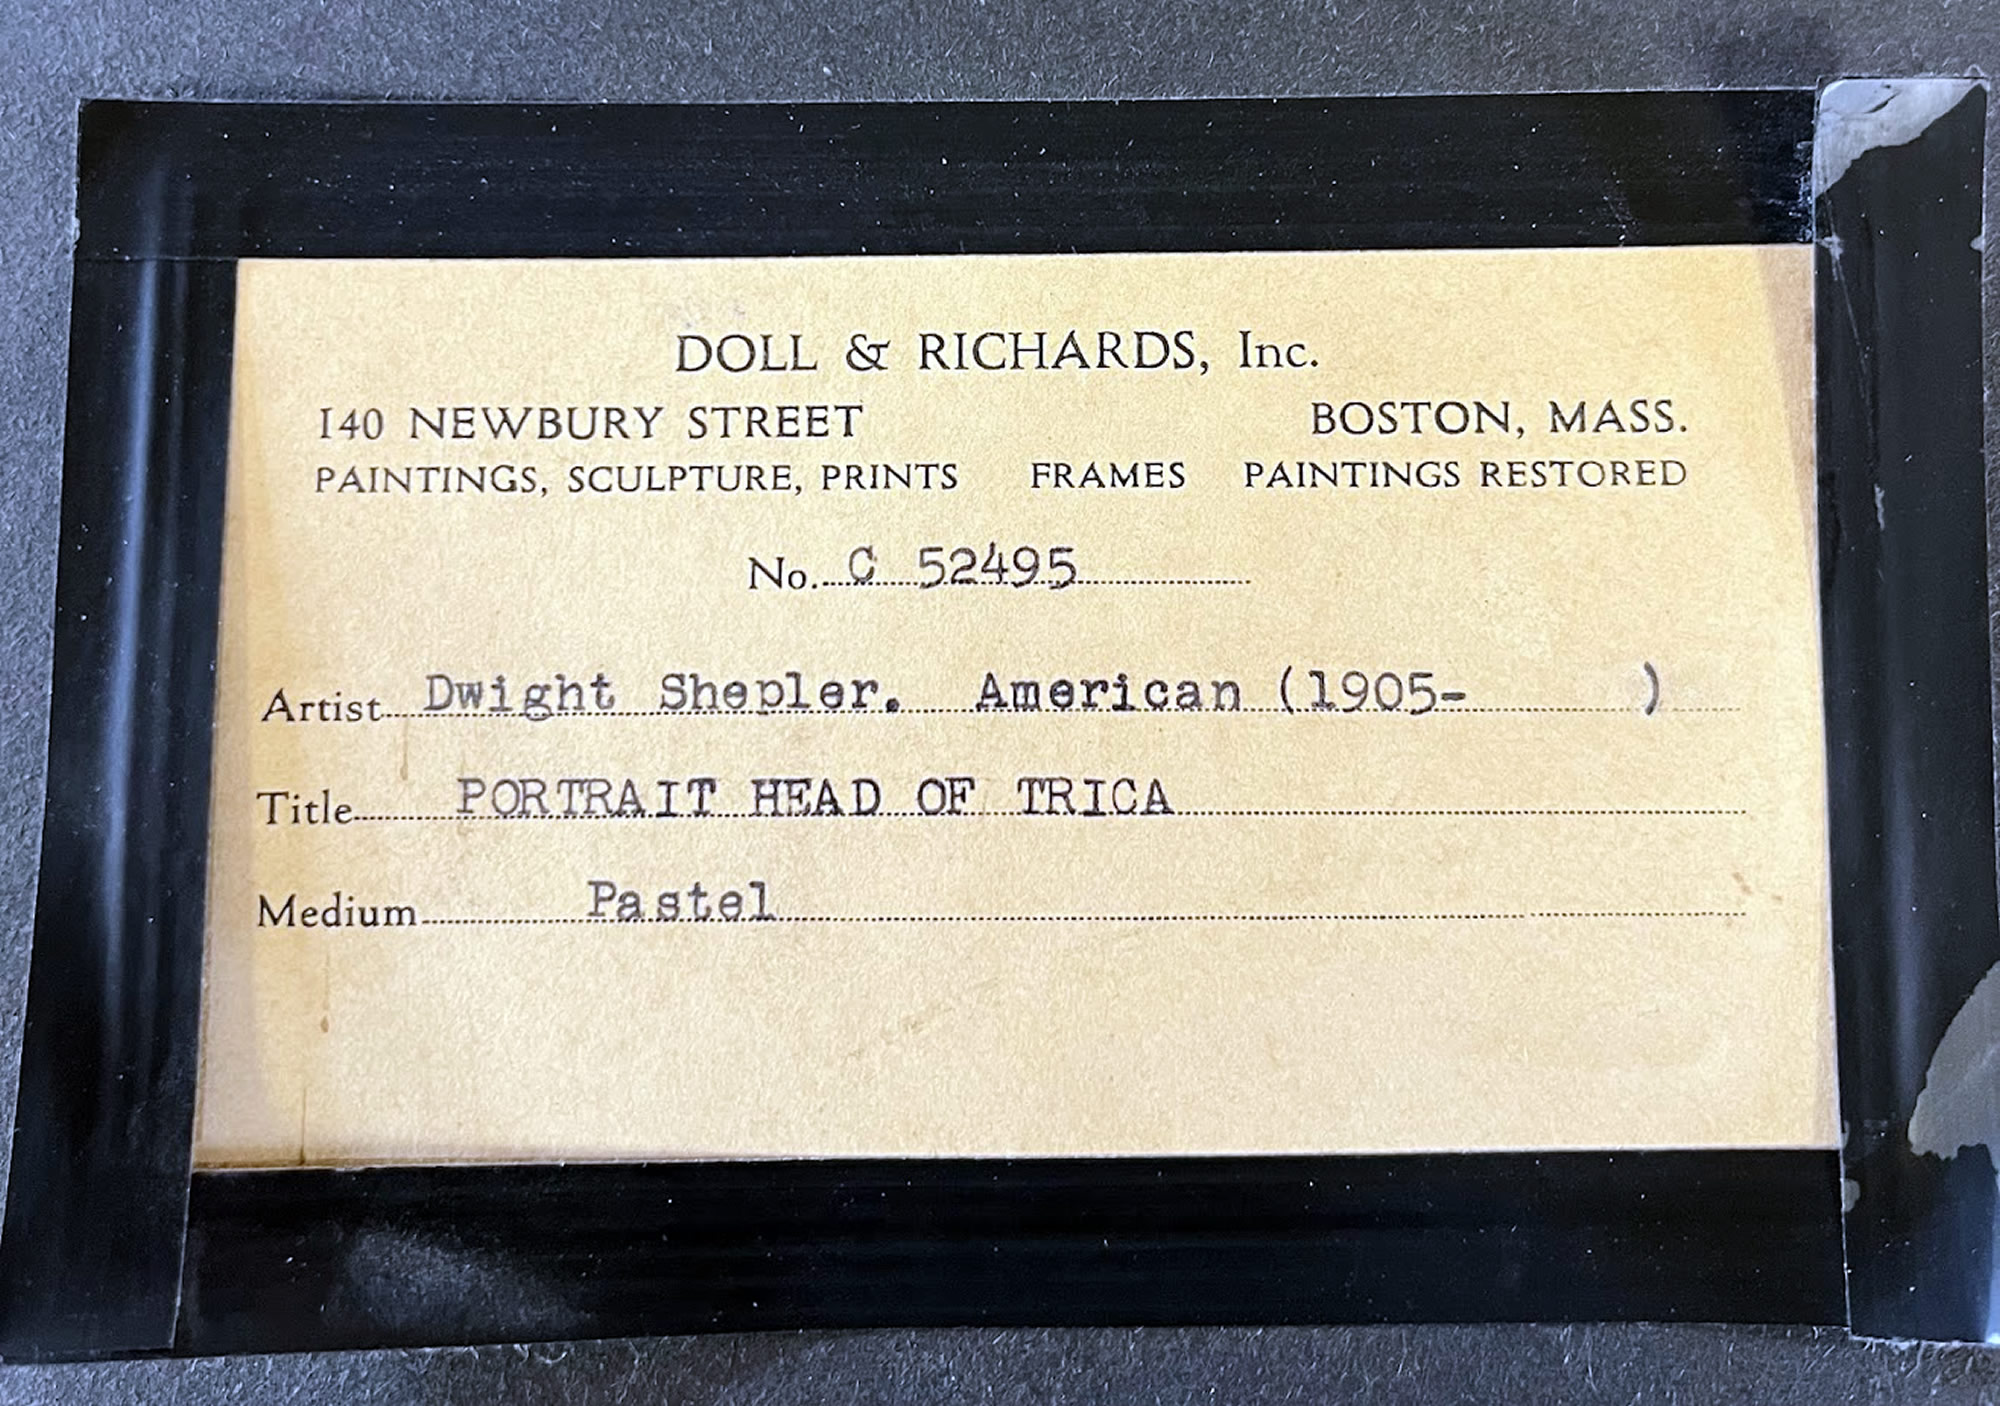 DOLL & RICHARDS, Inc.
140 NEWBURY STREET BOSTON, MASS.
PAINTINGS, SCULPTURE, PRINTS FRAMES PAINTINGS RESTORED
No. C 52495
Artist Dwight Shepler. American (1905- )
Title PORTRAIT HEAD OF TRICA
Medium Pastel